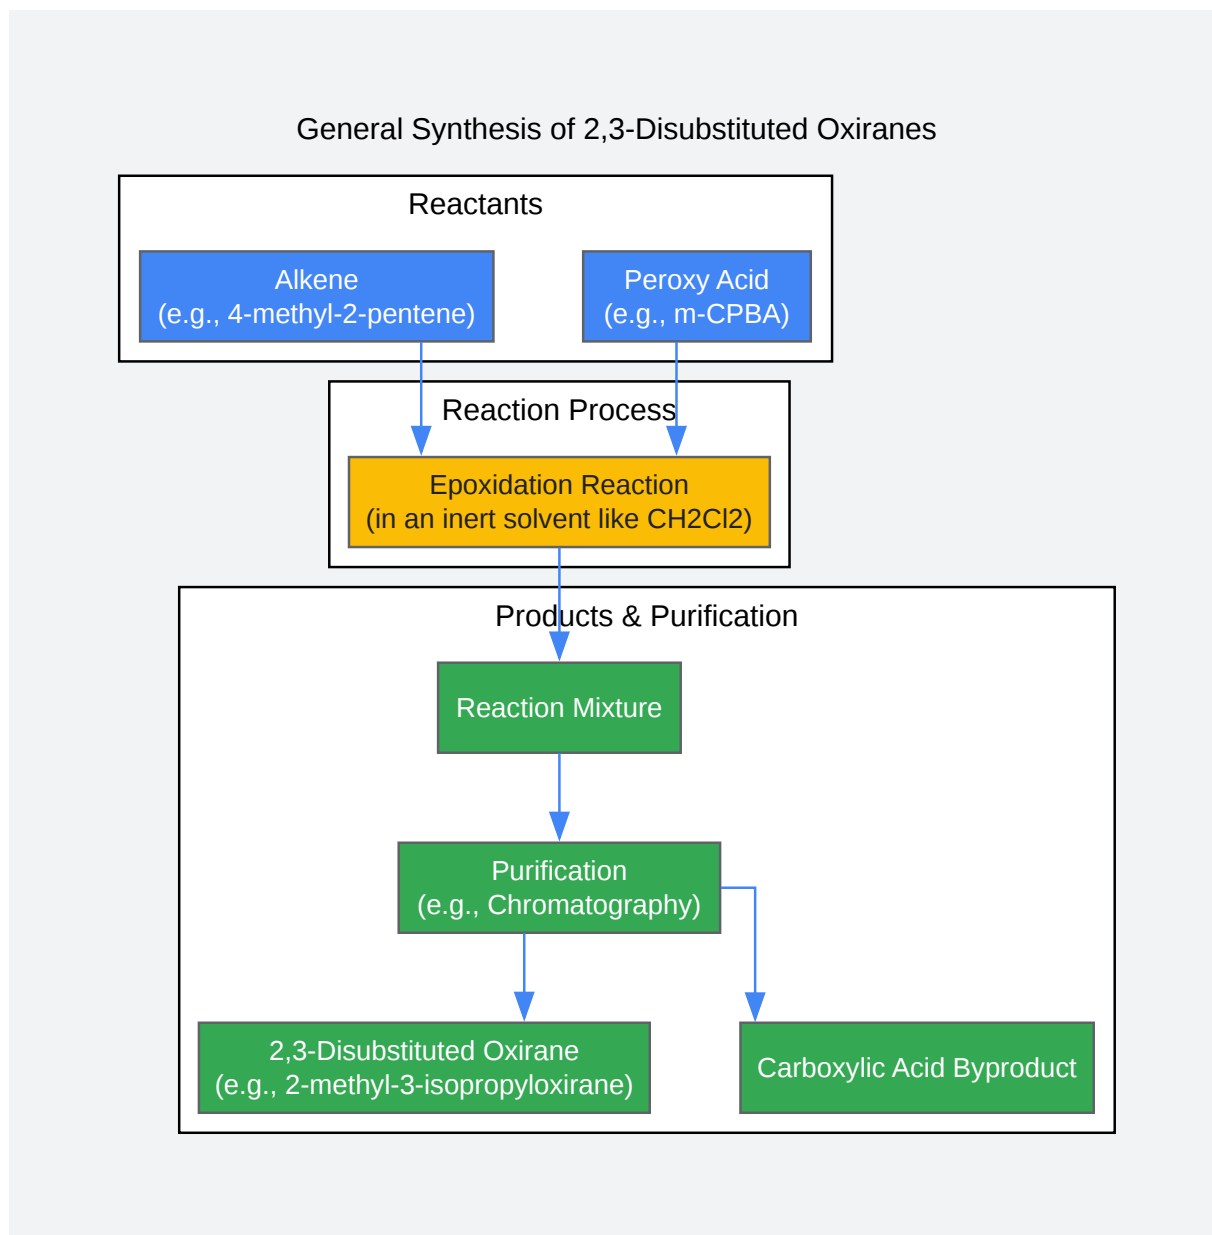 General Synthesis of 2,3-Disubstituted Oxiranes
Reactants
Alkene
(e.g., 4-methyl-2-pentene)
Peroxy Acid
(e.g., m-CPBA)
Reaction Process
Epoxidation Reaction
(in an inert solvent like CH2Cl2)
Products & Purification
Reaction Mixture
Purification
(e.g., Chromatography)
2,3-Disubstituted Oxirane
(e.g., 2-methyl-3-isopropyloxirane)
Carboxylic Acid Byproduct